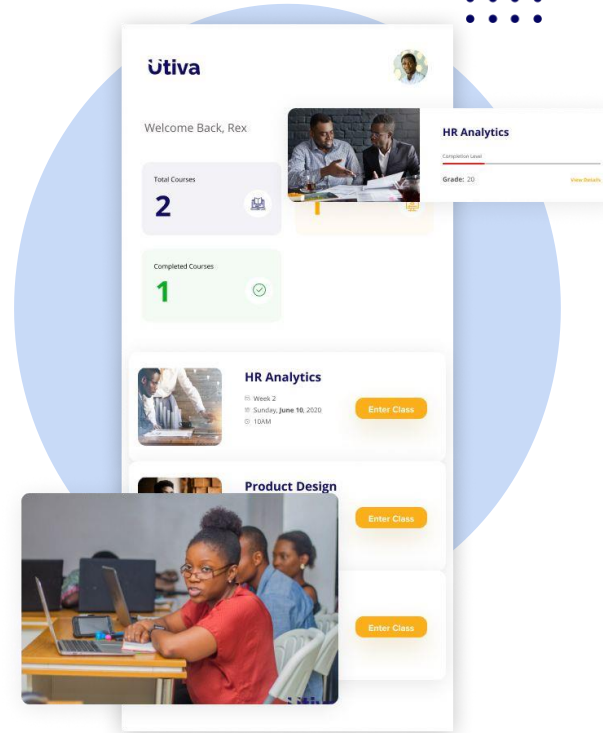 Utiva
Welcome Back, Rex
HR Analytics
Completion Level
Grade: 20
View Details
Total Courses
2
1
Completed Courses
1
HR Analytics
Week 2
Sunday, June 10, 2020
10AM
Enter Class
Product Design
Enter Class
Enter Class